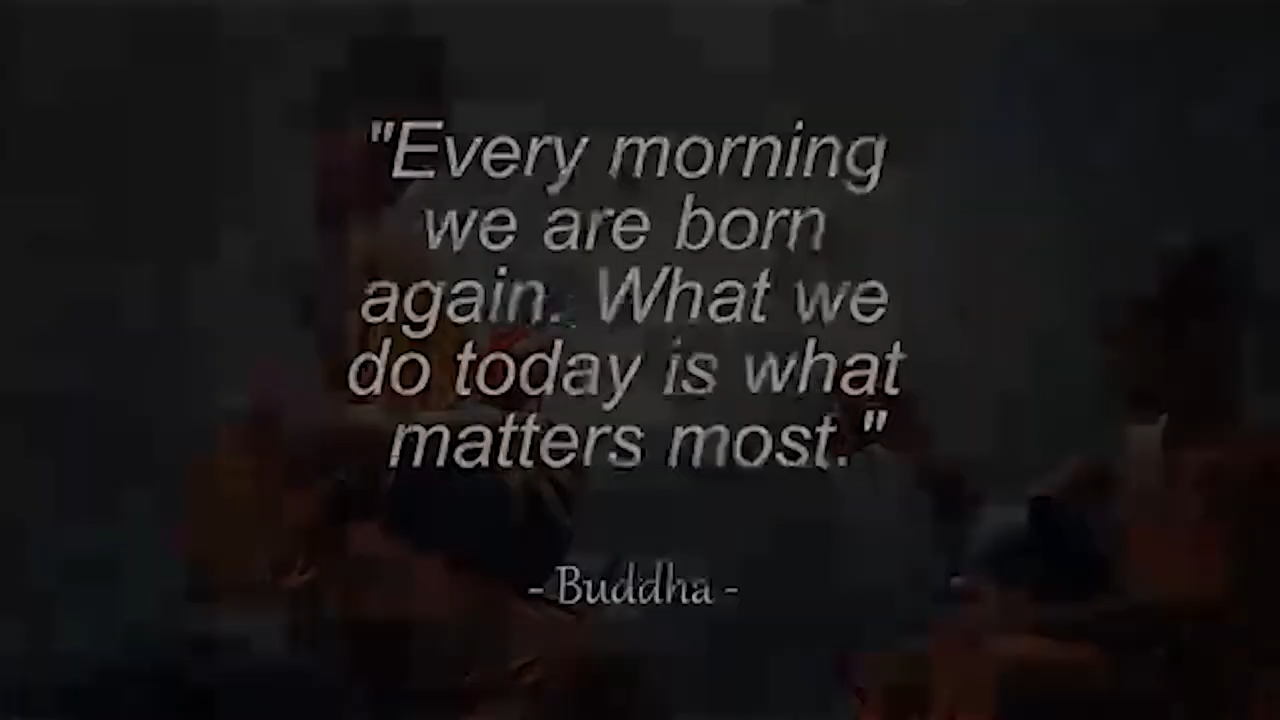 "Every morning
we are born
again. What we
do today is what
matters most."
- Buddha -